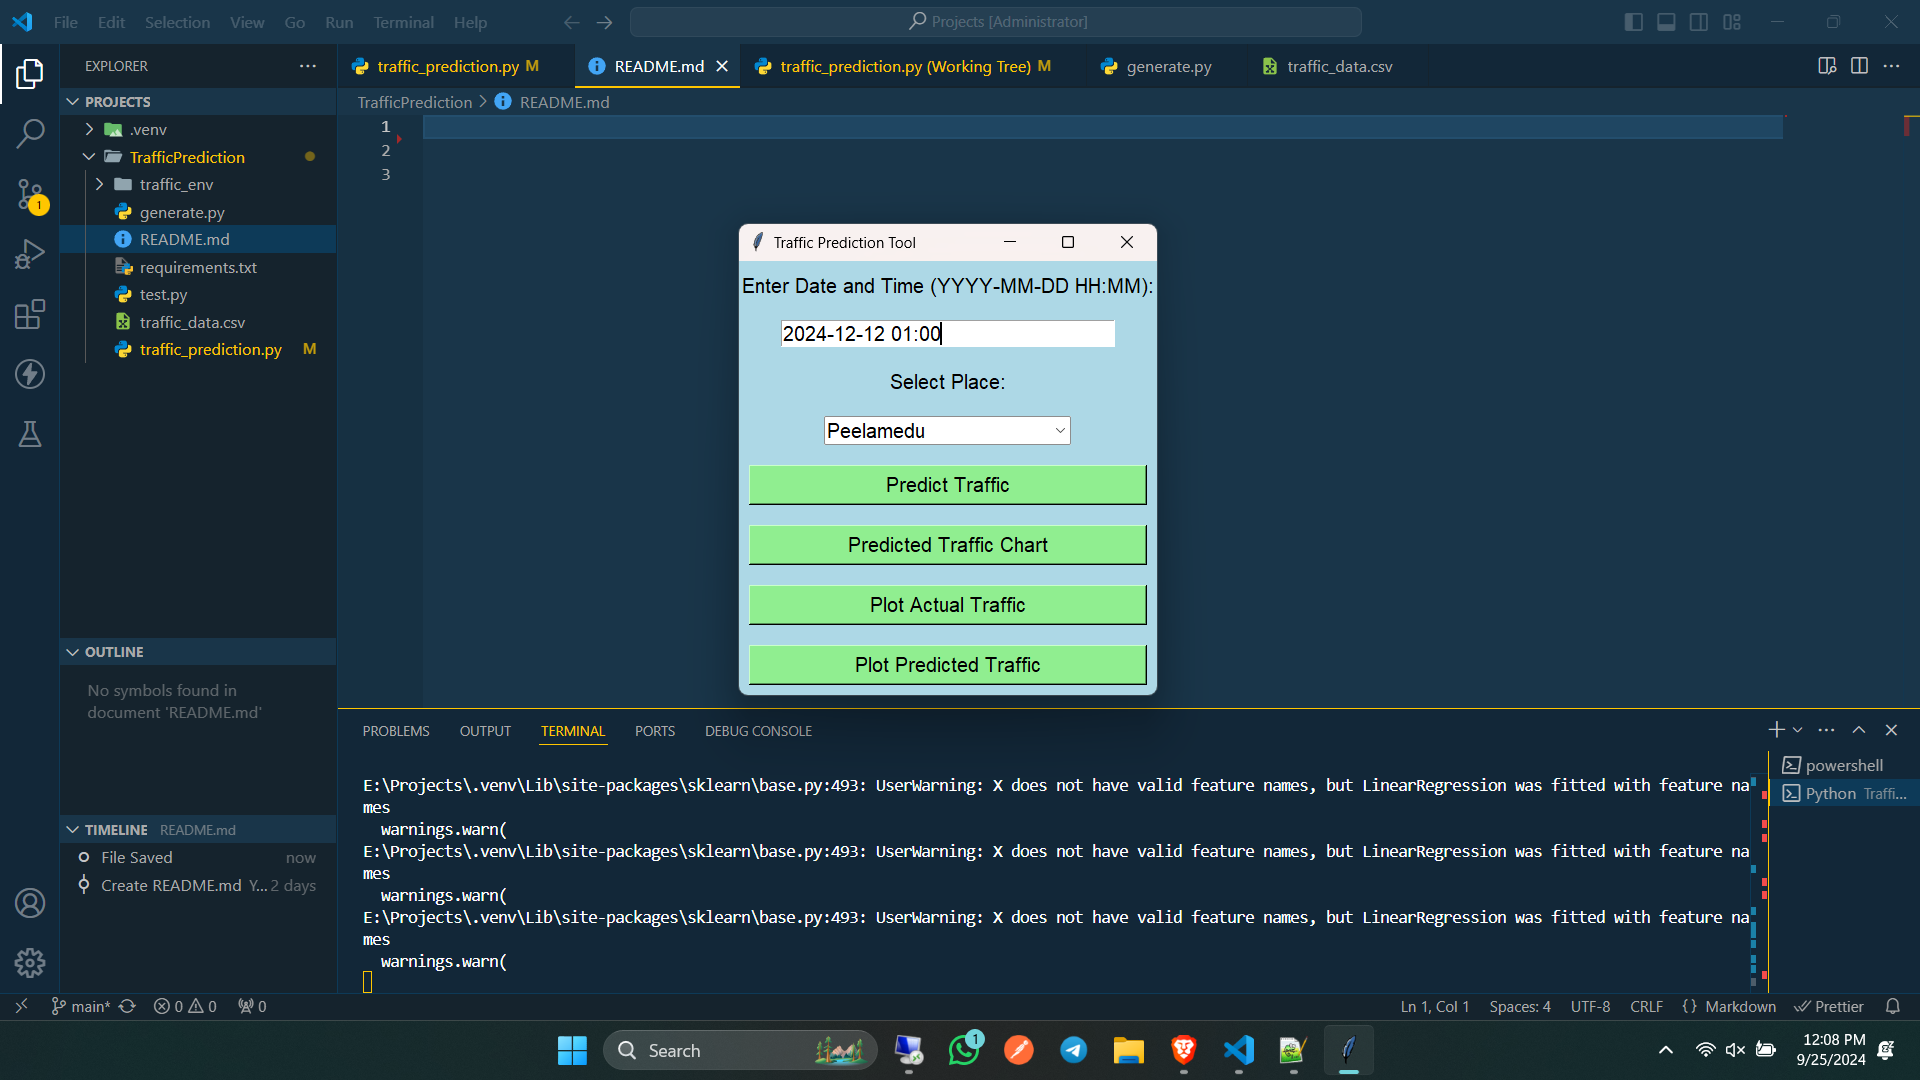 File Edit Selection View Go Run Terminal Help
Projects [Administrator]
EXPLORER
PROJECTS
.venv
TrafficPrediction
traffic_env
generate.py
README.md
requirements.txt
test.py
traffic_data.csv
traffic_prediction.py M
OUTLINE
No symbols found in
document 'README.md'
TIMELINE README.md
File Saved now
Create README.md Y... 2 days
traffic_prediction.py M
README.md
traffic_prediction.py (Working Tree) M
generate.py
traffic_data.csv
TrafficPrediction > README.md
1
2
3
Traffic Prediction Tool
Enter Date and Time (YYYY-MM-DD HH:MM):
2024-12-12 01:00
Select Place:
Peelamedu
Predict Traffic
Predicted Traffic Chart
Plot Actual Traffic
Plot Predicted Traffic
PROBLEMS OUTPUT TERMINAL PORTS DEBUG CONSOLE
E:\Projects\.venv\Lib\site-packages\sklearn\base.py:493: UserWarning: X does not have valid feature names, but LinearRegression was fitted with feature na
mes
warnings.warn(
E:\Projects\.venv\Lib\site-packages\sklearn\base.py:493: UserWarning: X does not have valid feature names, but LinearRegression was fitted with feature na
mes
warnings.warn(
E:\Projects\.venv\Lib\site-packages\sklearn\base.py:493: UserWarning: X does not have valid feature names, but LinearRegression was fitted with feature na
mes
warnings.warn(
powershell
Python Traffi...
1
main* 0 0 0
Ln 1, Col 1 Spaces: 4 UTF-8 CRLF {} Markdown Prettier
Search
1
12:08 PM
9/25/2024